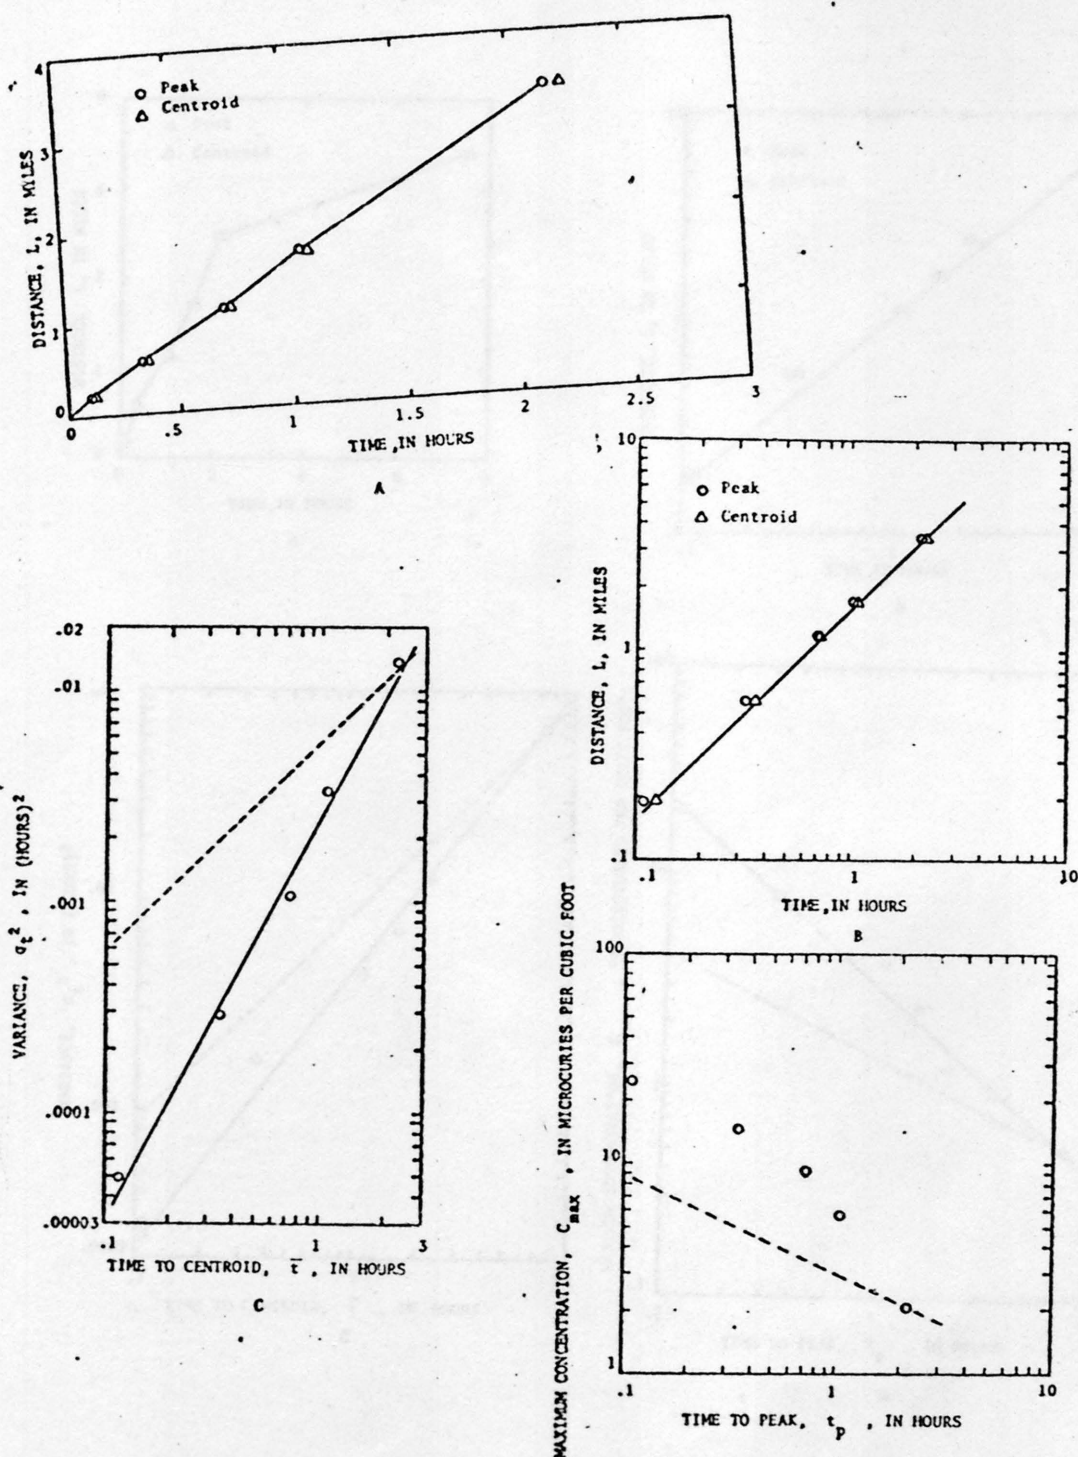 4
3
2
1
0
DISTANCE, L, IN MILES
o Peak
△ Centroid
0 .5 1 1.5 2 2.5 3
TIME, IN HOURS
A
10
1
.1
DISTANCE, L, IN MILES
o Peak
△ Centroid
.1 1 10
TIME, IN HOURS
B
.02
.01
.001
.0001
.00003
VARIANCE, σt², IN (HOURS)²
.1 1 3
TIME TO CENTROID, t̄, IN HOURS
C
100
10
1
MAXIMUM CONCENTRATION, Cmax, IN MICROCURIES PER CUBIC FOOT
.1 1 10
TIME TO PEAK, tp, IN HOURS